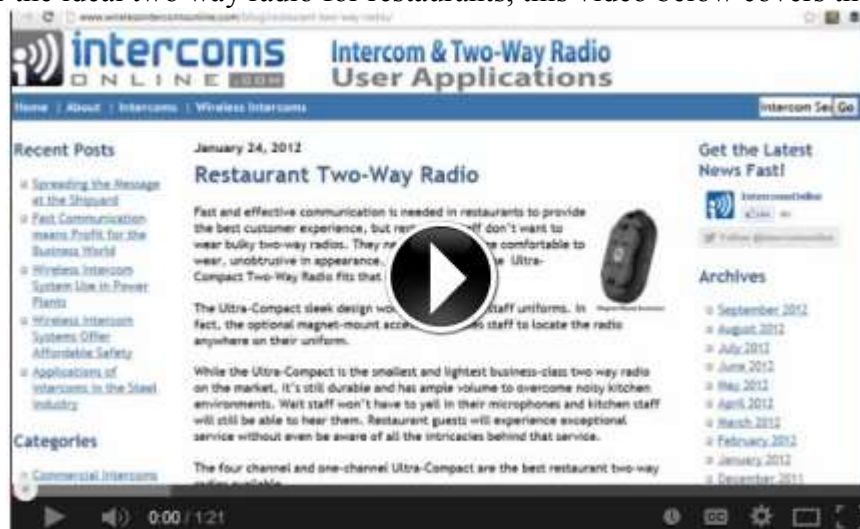 the ideal two way radio for restaurants, this video below covers
intercoms
ONLINE.COM
Intercom & Two-Way Radio
User Applications
Home | About | Intercoms | Wireless Intercoms
Intercom Go
Recent Posts
Spreading the Message
at the Shipyard
Fast Communication
means Profit for the
Business World
Wireless Intercom
System Use in Power
Plants
Wireless Intercom
Systems Offer
Affordable Safety
Applications of
Intercoms in the Steel
Industry
Categories
Commercial Intercoms
January 24, 2012
Restaurant Two-Way Radio
Fast and effective communication is needed in restaurants to provide
the best customer experience, but don't want to
wear bulky two-way radios. They comfortable to
wear, unobtrusive in appearance. Ultra-
Compact Two-Way Radio fits that
The Ultra-Compact sleek design staff uniforms. In
fact, the optional magnet-mount staff to locate the radio
anywhere on their uniform.
While the Ultra-Compact is the smallest and lightest business-class two way radio
on the market, it's still durable and has ample volume to overcome noisy kitchen
environments. Wait staff won't have to yell in their microphones and kitchen staff
will still be able to hear them. Restaurant guests will experience exceptional
service without even be aware of all the intricacies behind that service.
The four channel and one-channel Ultra-Compact are the best restaurant two-way
Get the Latest
News Fast!
Archives
September 2012
August 2012
July 2012
June 2012
May 2012
April 2012
March 2012
February 2012
January 2012
December 2011
0:00 / 1:21
CC